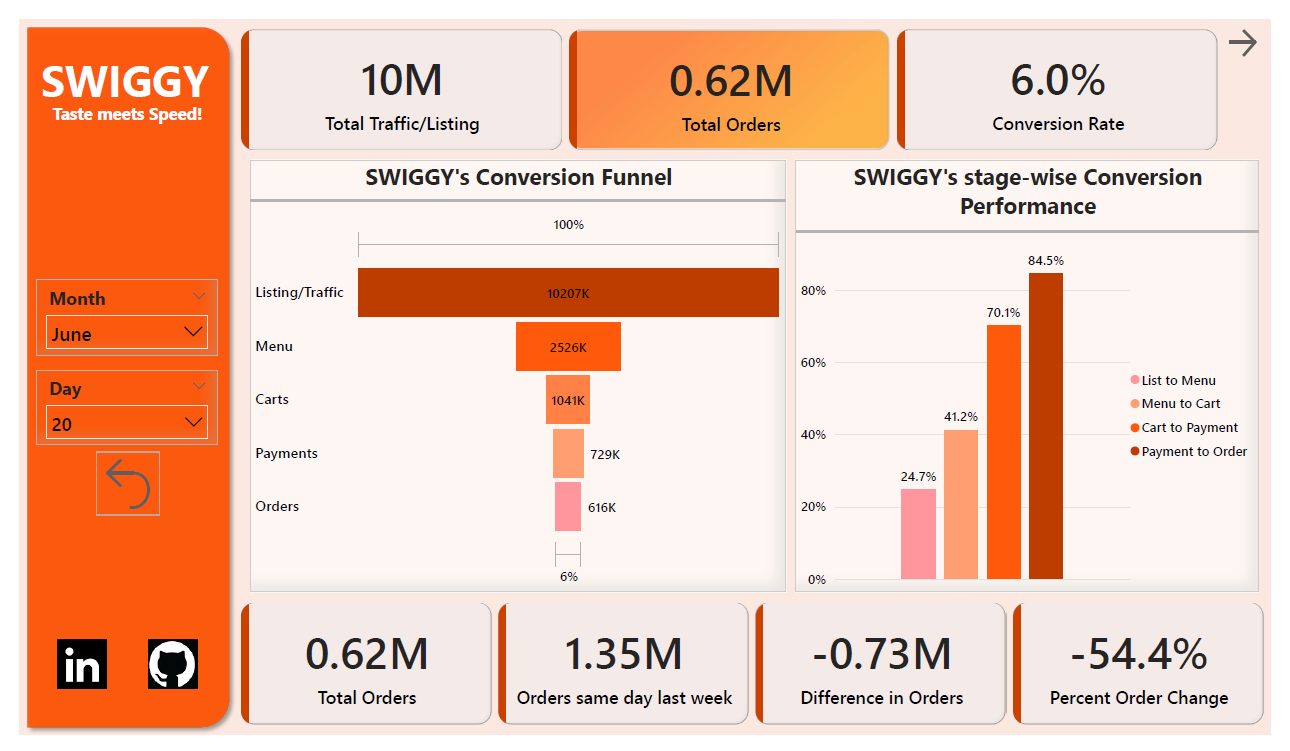 SWIGGY
Taste meets Speed!
Month
June
Day
20
in
10M
Total Traffic/Listing
0.62M
Total Orders
6.0%
Conversion Rate
SWIGGY's Conversion Funnel
100%
Listing/Traffic
10207K
Menu
2526K
Carts
1041K
Payments
729K
Orders
616K
6%
SWIGGY's stage-wise Conversion
Performance
80%
60%
40%
20%
0%
24.7%
41.2%
70.1%
84.5%
List to Menu
Menu to Cart
Cart to Payment
Payment to Order
0.62M
Total Orders
1.35M
Orders same day last week
-0.73M
Difference in Orders
-54.4%
Percent Order Change